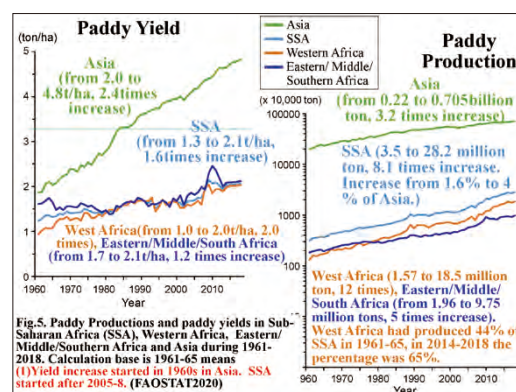 Paddy Yield
(ton/ha)
5
4
3
2
1
0
Asia
(from 2.0 to
4.8t/ha, 2.4times
increase)
SSA
(from 1.3 to 2.1t/ha,
1.6times increase)
West Africa(from 1.0 to 2.0t/ha, 2.0
times), Eastern/Middle/South Africa
(from 1.7 to 2.1t/ha, 1.2 times increase)
1960 1970 1980 1990 2000 2010 20
Year
Fig.5. Paddy Productions and paddy yields in Sub-
Saharan Africa (SSA), Western Africa, Eastern/
Middle/Southern Africa and Asia during 1961-
2018. Calculation base is 1961-65 means
(1)Yield increase started in 1960s in Asia. SSA
started after 2005-8. (FAOSTAT2020)
Asia
SSA
Western Africa
Eastern/ Middle/
Southern Africa
Paddy
Production
(x 10,000 ton)
Asia
(from 0.22 to 0.705billion
ton, 3.2 times increase)
100000
10000
1000
100
SSA (3.5 to 28.2 million
ton, 8.1 times increase.
Increase from 1.6% to 4
% of Asia.)
West Africa (1.57 to 18.5 million
ton, 12 times), Eastern/Middle/
South Africa (from 1.96 to 9.75
million tons, 5 times increase).
West Africa had produced 44% of
SSA in 1961-65, in 2014-2018 the
percentage was 65%.
960 1970 1980 1990 2000 2010
Year